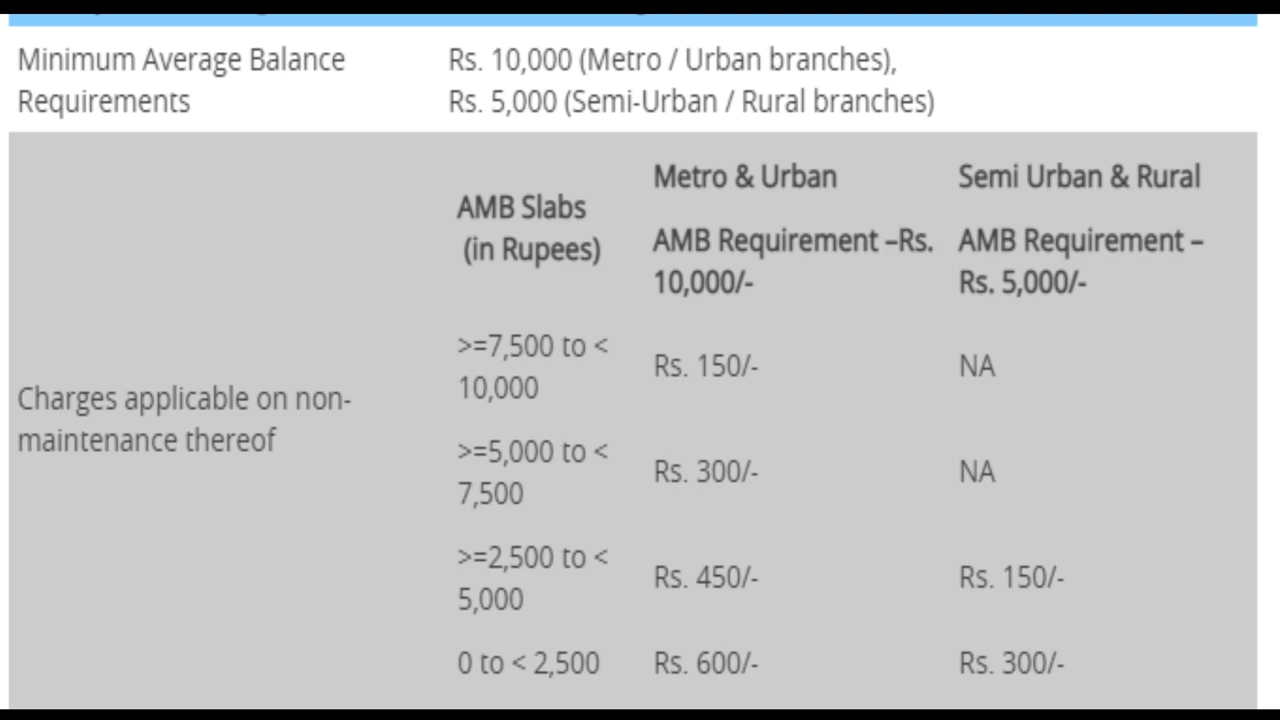 Minimum Average Balance
Requirements
Rs. 10,000 (Metro / Urban branches),
Rs. 5,000 (Semi-Urban / Rural branches)
Charges applicable on non-
maintenance thereof
AMB Slabs
(in Rupees)
Metro & Urban
AMB Requirement –Rs.
10,000/-
Semi Urban & Rural
AMB Requirement –
Rs. 5,000/-
>=7,500 to <
10,000
Rs. 150/-
NA
>=5,000 to <
7,500
Rs. 300/-
NA
>=2,500 to <
5,000
Rs. 450/-
Rs. 150/-
0 to < 2,500
Rs. 600/-
Rs. 300/-